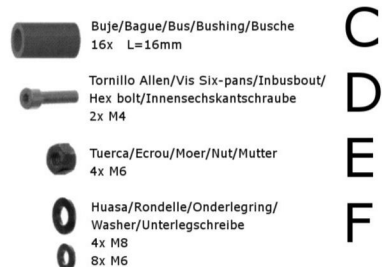 Buje/Bague/Bus/Bushing/Busche
16x L=16mm
C
Tornillo Allen/Vis Six-pans/Inbusbout/
Hex bolt/Innensechskantschraube
2x M4
D
Tuerca/Ecrou/Moer/Nut/Mutter
4x M6
E
Huasa/Rondelle/Onderlegring/
Washer/Unterlegschreibe
4x M8
8x M6
F